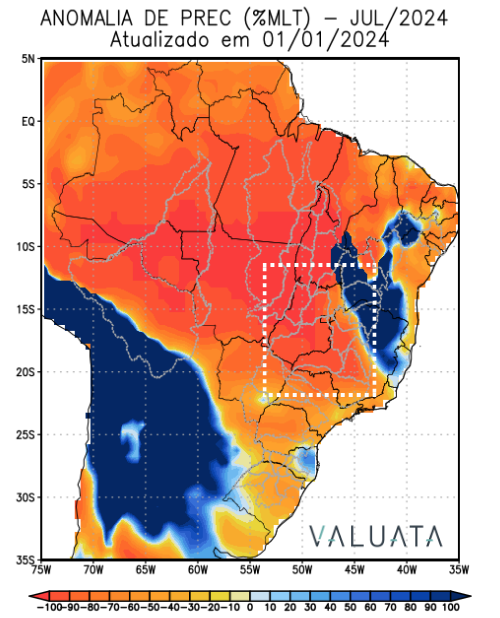 ANOMALIA DE PREC (%MLT) - JUL/2024
Atualizado em 01/01/2024
5N
EQ
5S
10S
15S
20S
25S
30S
35S
VALUATA
75W 70W 65W 60W 55W 50W 45W 40W 35W
-100-90-80-70-60-50-40-30-20-10 0 10 20 30 40 50 60 70 80 90 100